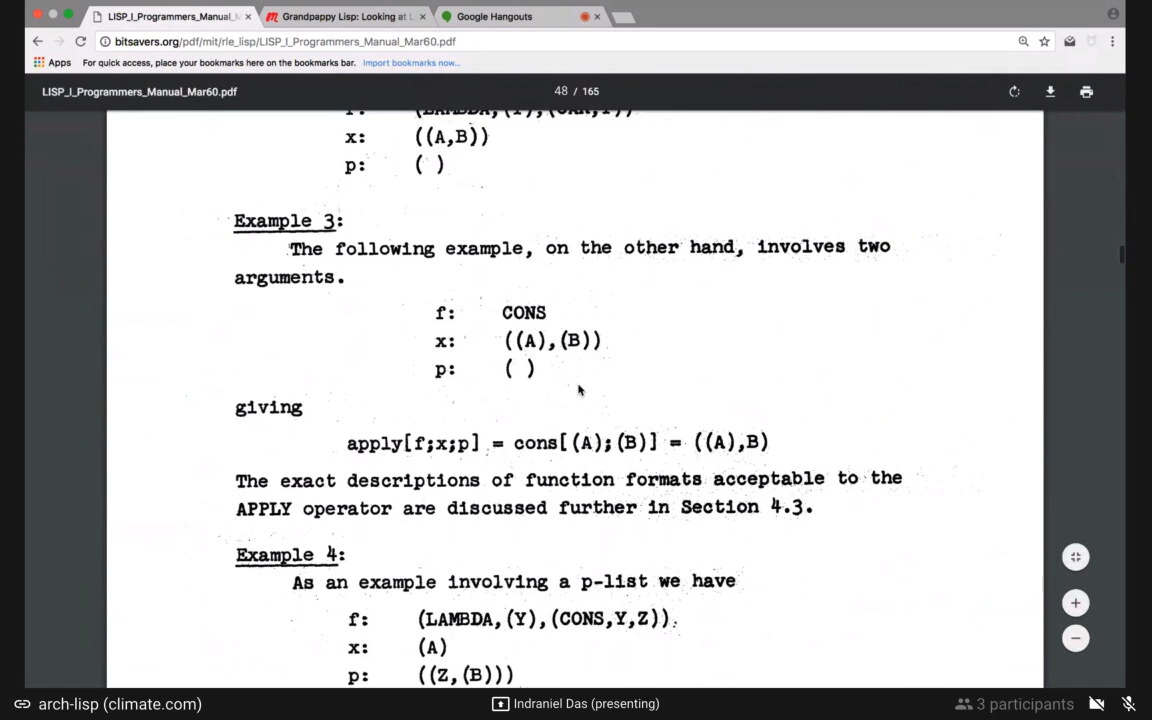 LISP_I_Programmers_Manual_M
Grandpappy Lisp: Looking at L
Google Hangouts
bitsavers.org/pdf/mit/rle_lisp/LISP_I_Programmers_Manual_Mar60.pdf
Apps For quick access, place your bookmarks here on the bookmarks bar. Import bookmarks now...
LISP_I_Programmers_Manual_Mar60.pdf
48 / 165
f: (LAMBDA,(Y),(CAR,Y))
x: ((A,B))
p: ( )
Example 3:
The following example, on the other hand, involves two
arguments.
f: CONS
x: ((A),(B))
p: ( )
giving
apply[f;x;p] = cons[(A);(B)] = ((A),B)
The exact descriptions of function formats acceptable to the
APPLY operator are discussed further in Section 4.3.
Example 4:
As an example involving a p-list we have
f: (LAMBDA,(Y),(CONS,Y,Z)).
x: (A)
p: ((Z,(B)))
arch-lisp (climate.com)
Indraniel Das (presenting)
3 participants